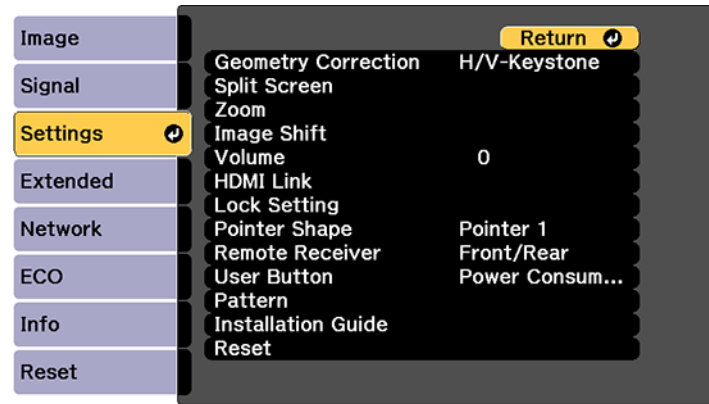 Image
Signal
Settings
Extended
Network
ECO
Info
Reset
Return
Geometry Correction H/V-Keystone
Split Screen
Zoom
Image Shift
Volume 0
HDMI Link
Lock Setting
Pointer Shape Pointer 1
Remote Receiver Front/Rear
User Button Power Consum...
Pattern
Installation Guide
Reset